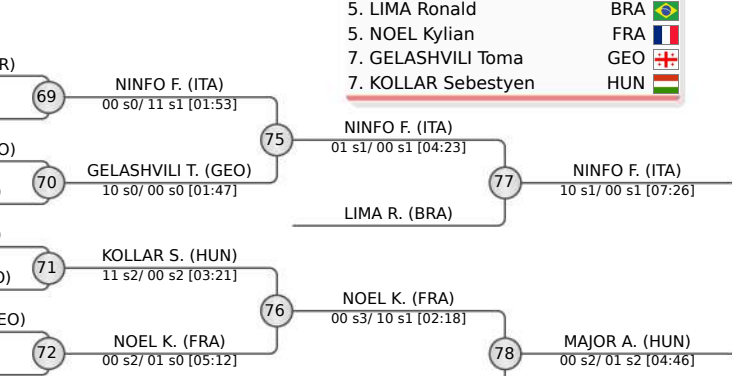 5. LIMA Ronald BRA
5. NOEL Kylian FRA
7. GELASHVILI Toma GEO
7. KOLLAR Sebestyen HUN
R)
69
NINFO F. (ITA)
00 s0/ 11 s1 [01:53]
75
NINFO F. (ITA)
01 s1/ 00 s1 [04:23]
O)
70
GELASHVILI T. (GEO)
10 s0/ 00 s0 [01:47]
77
NINFO F. (ITA)
10 s1/ 00 s1 [07:26]
LIMA R. (BRA)
)
71
KOLLAR S. (HUN)
11 s2/ 00 s2 [03:21]
O)
76
NOEL K. (FRA)
00 s3/ 10 s1 [02:18]
EO)
72
NOEL K. (FRA)
00 s2/ 01 s0 [05:12]
78
MAJOR A. (HUN)
00 s2/ 01 s2 [04:46]